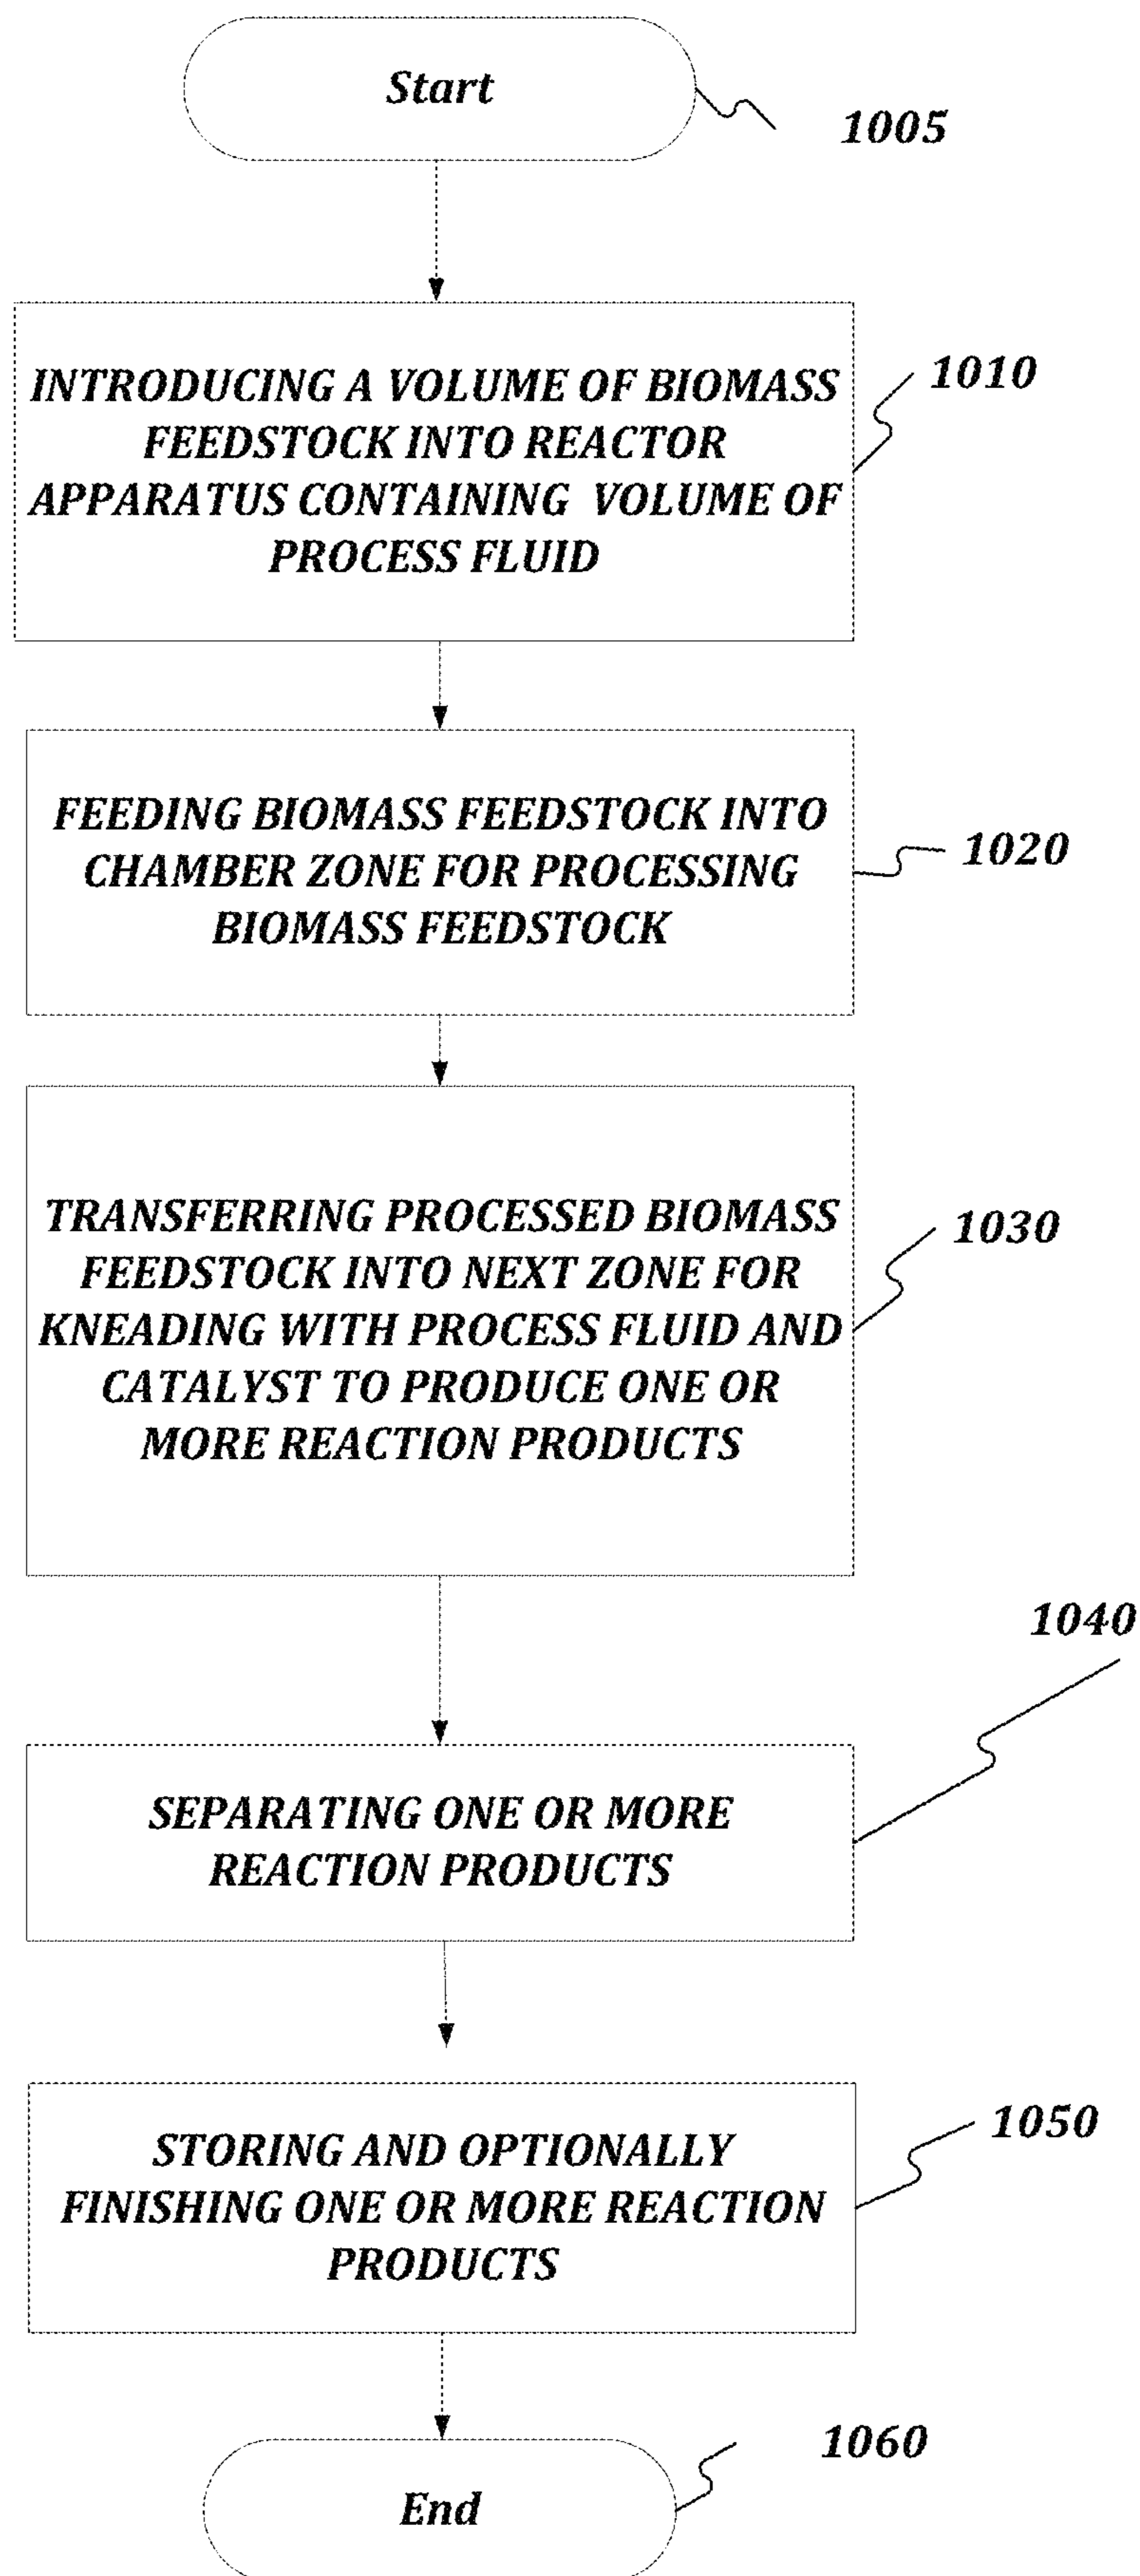 Start
1005
INTRODUCING A VOLUME OF BIOMASS
FEEDSTOCK INTO REACTOR
APPARATUS CONTAINING VOLUME OF
PROCESS FLUID
1010
FEEDING BIOMASS FEEDSTOCK INTO
CHAMBER ZONE FOR PROCESSING
BIOMASS FEEDSTOCK
1020
TRANSFERRING PROCESSED BIOMASS
FEEDSTOCK INTO NEXT ZONE FOR
KNEADING WITH PROCESS FLUID AND
CATALYST TO PRODUCE ONE OR
MORE REACTION PRODUCTS
1030
1040
SEPARATING ONE OR MORE
REACTION PRODUCTS
1050
STORING AND OPTIONALLY
FINISHING ONE OR MORE REACTION
PRODUCTS
1060
End